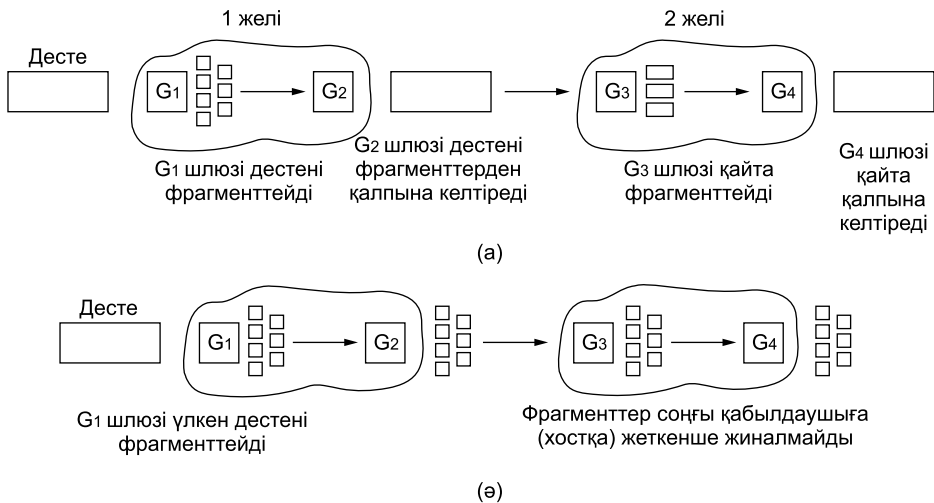 1 желі
2 желі
Десте
G1
G2
G3
G4
G1 шлюзі дестені
фрагменттейді
G2 шлюзі дестені
фрагменттерден
қалпына келтіреді
G3 шлюзі қайта
фрагменттейді
G4 шлюзі
қайта
қалпына
келтіреді
(а)
Десте
G1
G2
G3
G4
G1 шлюзі үлкен дестені
фрагменттейді
Фрагменттер соңғы қабылдаушыға
(хостқа) жеткенше жиналмайды
(ә)